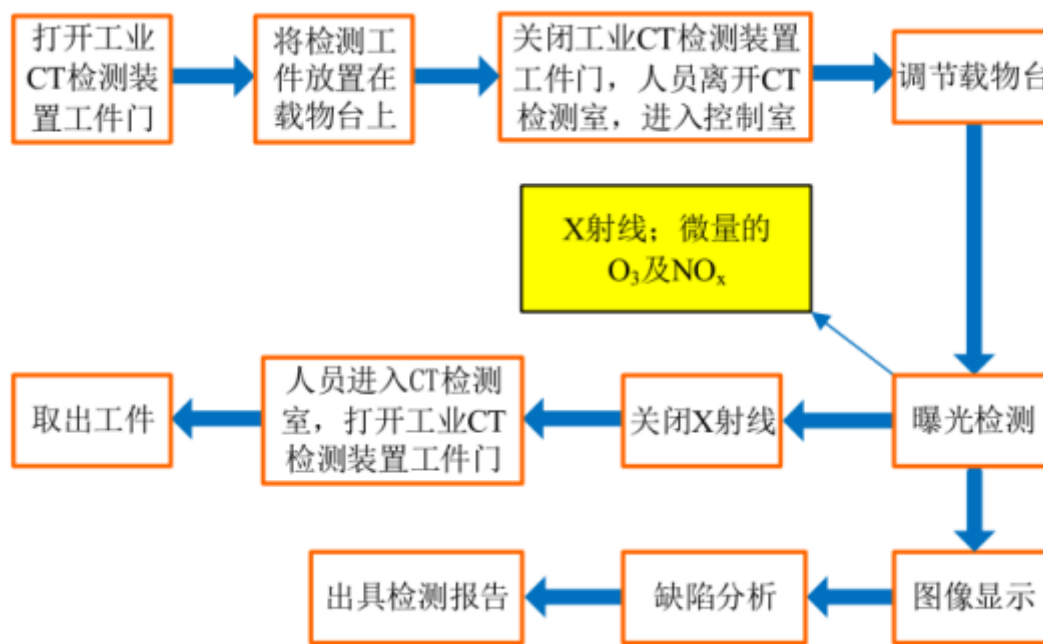 打开工业
CT检测装
置工件门
将检测工
件放置在
载物台上
关闭工业CT检测装置
工件门，人员离开CT
检测室，进入控制室
调节载物台
X射线；微量的
O₃及NOₓ
曝光检测
关闭X射线
人员进入CT检测
室，打开工业CT
检测装置工件门
取出工件
图像显示
缺陷分析
出具检测报告